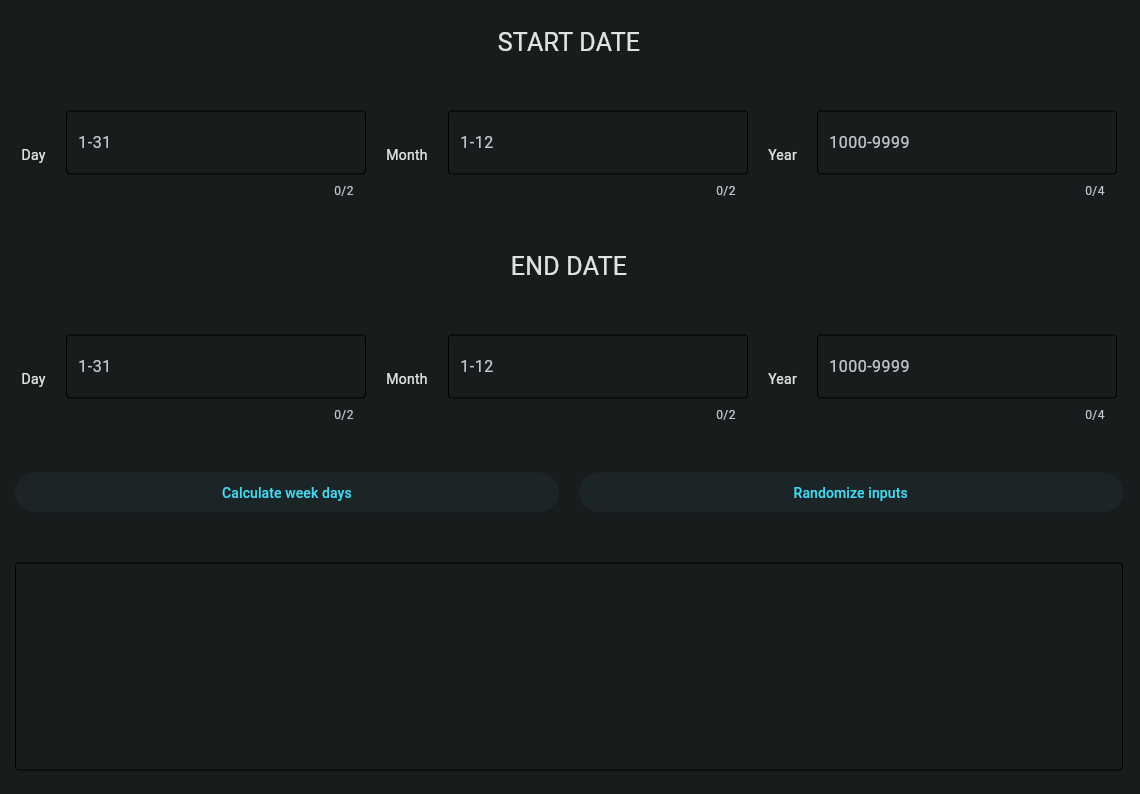 START DATE
Day 1-31 Month 1-12 Year 1000-9999
0/2 0/2 0/4
END DATE
Day 1-31 Month 1-12 Year 1000-9999
0/2 0/2 0/4
Calculate week days Randomize inputs